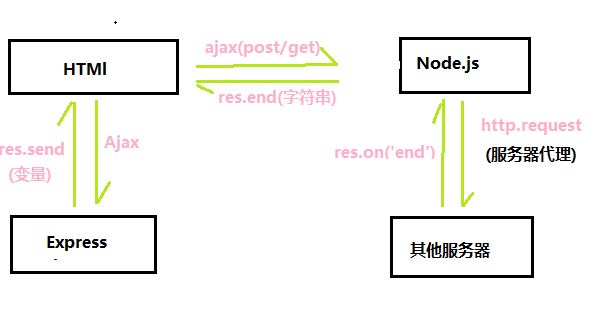 ajax(post/get)
HTMl
Node.js
res.end(字符串)
res.send
(变量)
Ajax
res.on('end')
http.request
(服务器代理)
Express
其他服务器